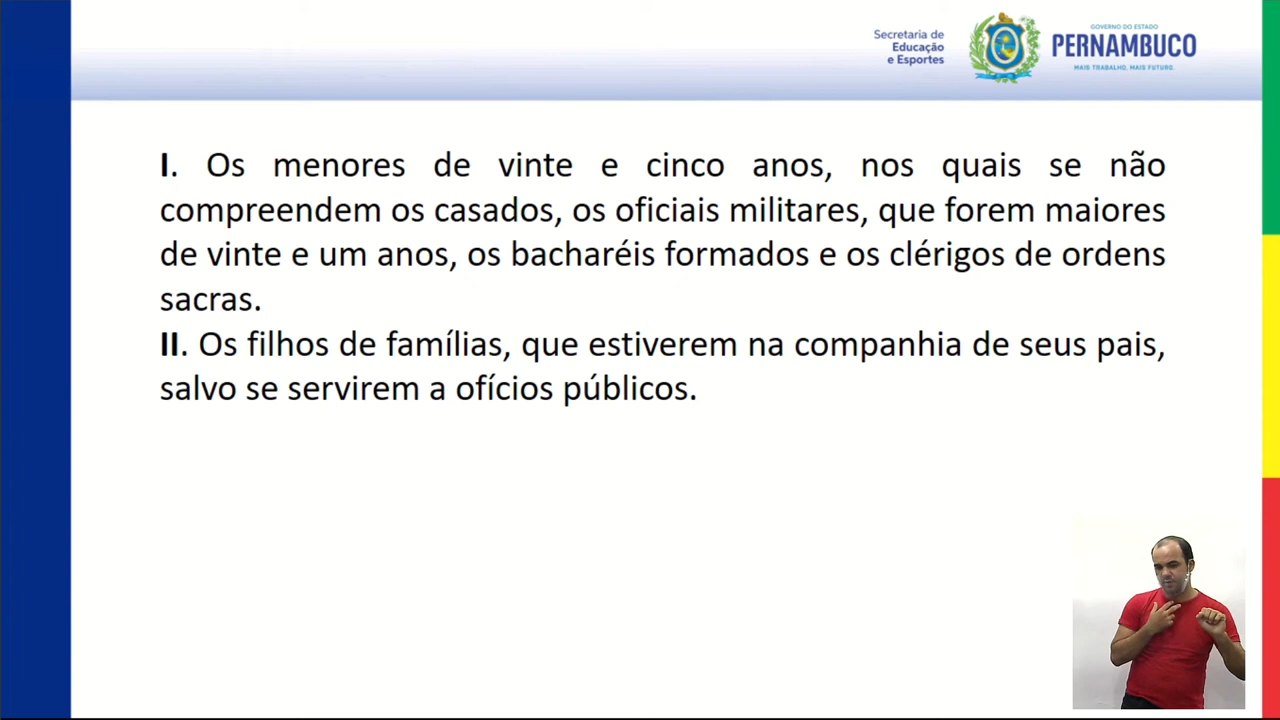 Secretaria de
Educação
e Esportes
GOVERNO DO ESTADO
PERNAMBUCO
MAIS TRABALHO, MAIS FUTURO.
I. Os menores de vinte e cinco anos, nos quais se não
compreendem os casados, os oficiais militares, que forem maiores
de vinte e um anos, os bacharéis formados e os clérigos de ordens
sacras.
II. Os filhos de famílias, que estiverem na companhia de seus pais,
salvo se servirem a ofícios públicos.